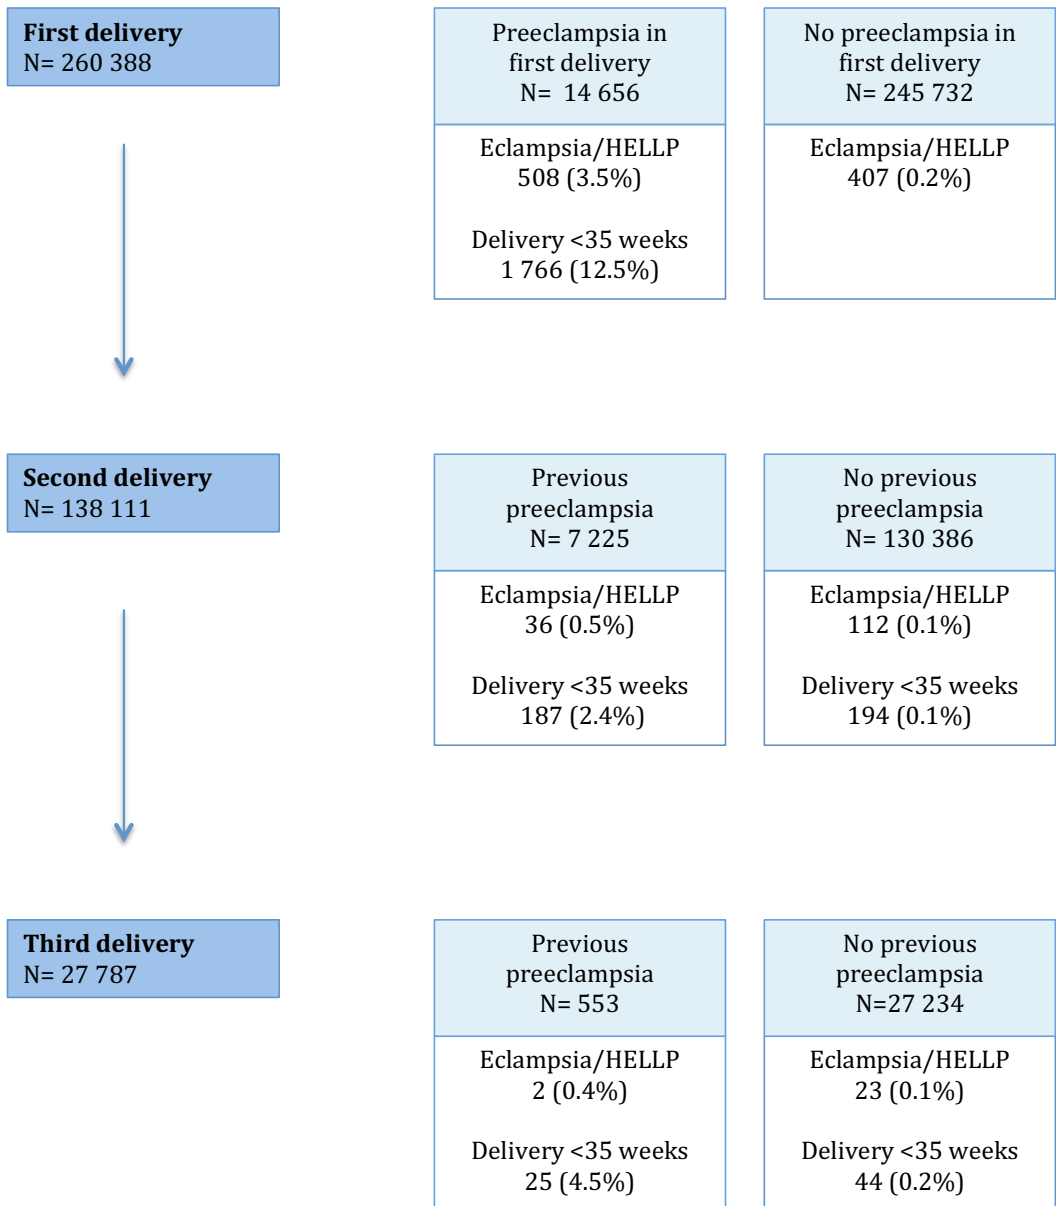 First delivery
N= 260 388
Preeclampsia in
first delivery
N=  14 656
Eclampsia/HELLP
508 (3.5%)
Delivery <35 weeks
1 766 (12.5%)
No preeclampsia in
first delivery
N= 245 732
Eclampsia/HELLP
407 (0.2%)
Second delivery
N= 138 111
Previous
preeclampsia
N= 7 225
Eclampsia/HELLP
36 (0.5%)
Delivery <35 weeks
187 (2.4%)
No previous
preeclampsia
N= 130 386
Eclampsia/HELLP
112 (0.1%)
Delivery <35 weeks
194 (0.1%)
Third delivery
N= 27 787
Previous
preeclampsia
N= 553
Eclampsia/HELLP
2 (0.4%)
Delivery <35 weeks
25 (4.5%)
No previous
preeclampsia
N=27 234
Eclampsia/HELLP
23 (0.1%)
Delivery <35 weeks
44 (0.2%)